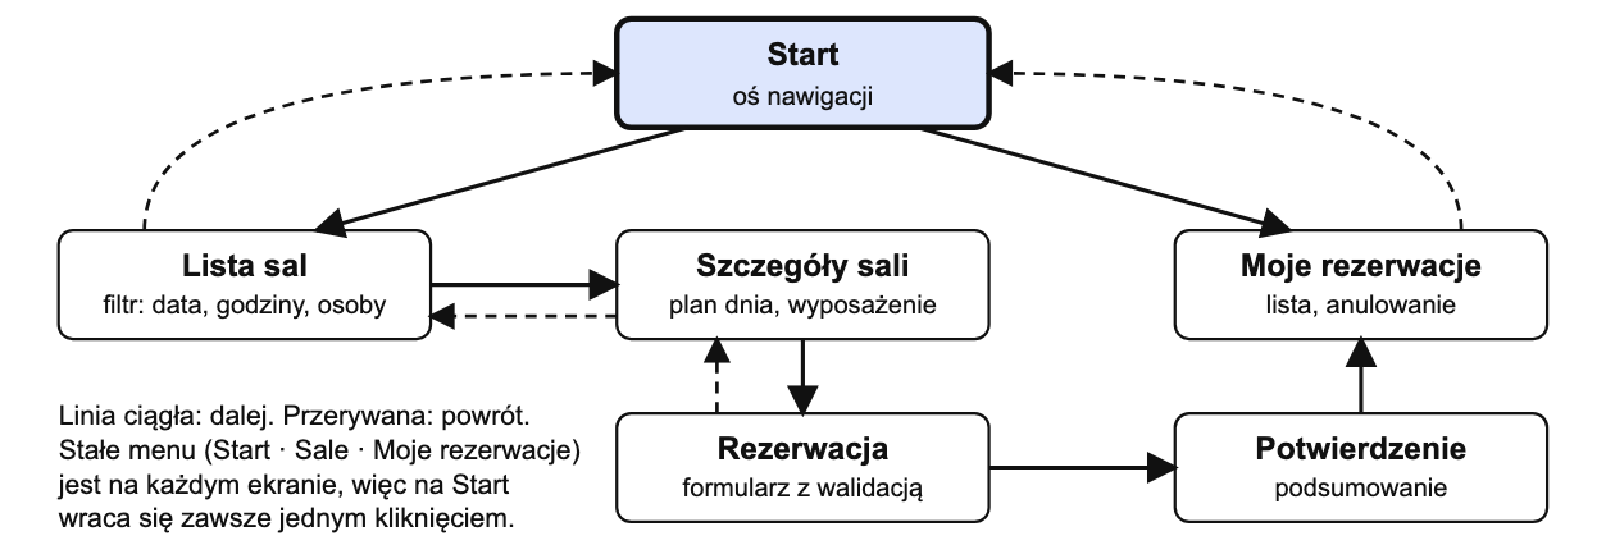 Start
oś nawigacji
Lista sal
filtr: data, godziny, osoby
Szczegóły sali
plan dnia, wyposażenie
Moje rezerwacje
lista, anulowanie
Linia ciągła: dalej. Przerywana: powrót.
Stałe menu (Start · Sale · Moje rezerwacje)
jest na każdym ekranie, więc na Start
wraca się zawsze jednym kliknięciem.
Rezerwacja
formularz z walidacją
Potwierdzenie
podsumowanie